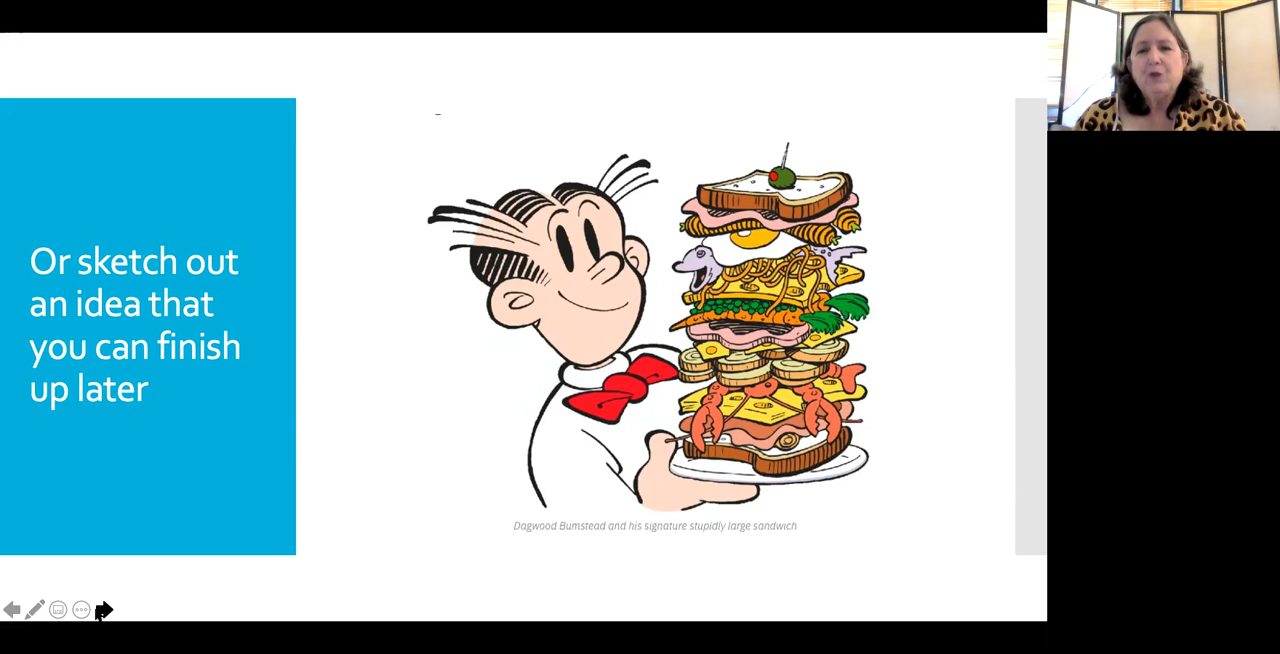 Or sketch out
an idea that
you can finish
up later
Dagwood Bumstead and his signature stupidly large sandwich